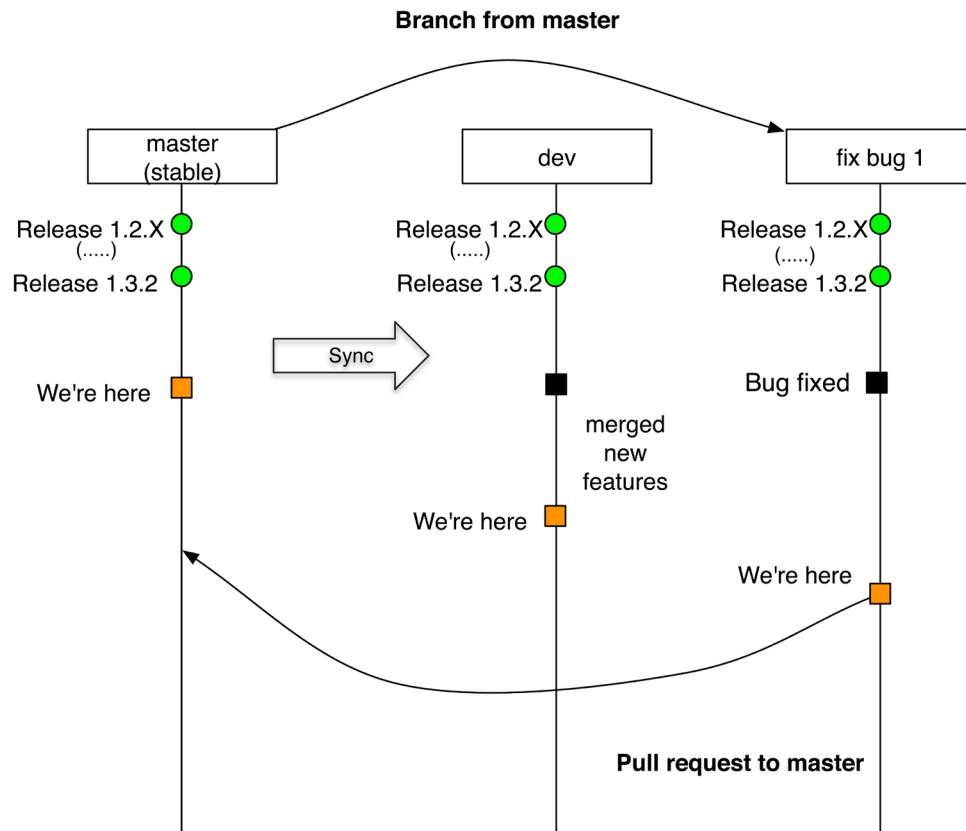 Branch from master
master
(stable)
dev
fix bug 1
Release 1.2.X
(.....)
Release 1.3.2
Release 1.2.X
(.....)
Release 1.3.2
Release 1.2.X
(.....)
Release 1.3.2
Sync
We're here
Bug fixed
merged
new
features
We're here
We're here
Pull request to master